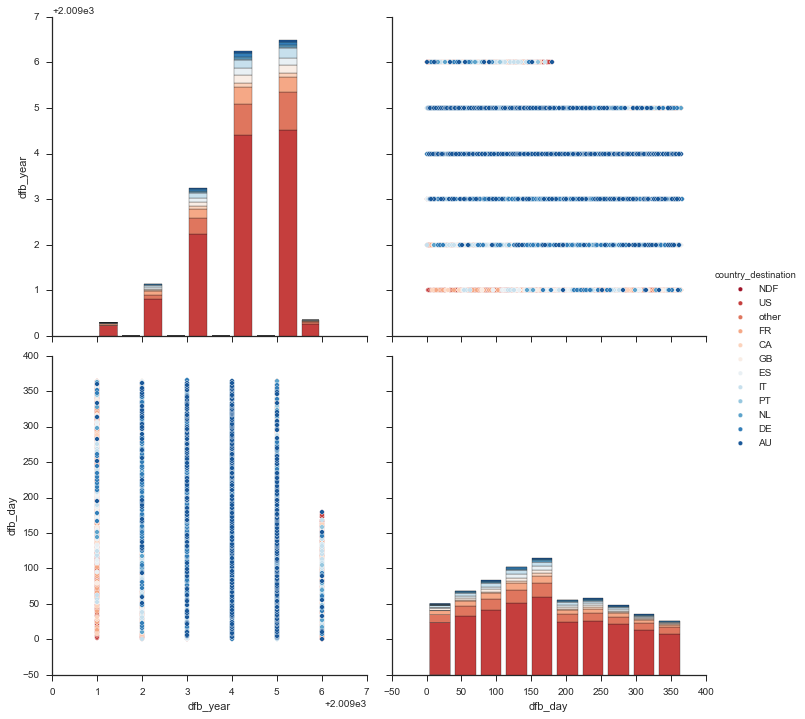 +2.009e3
7
6
5
4
3
2
1
0
dfb_year
country_destination
NDF
US
other
FR
CA
GB
ES
IT
PT
NL
DE
AU
400
350
300
250
200
150
100
50
0
−50
dfb_day
0 1 2 3 4 5 6 7
+2.009e3
dfb_year
−50 0 50 100 150 200 250 300 350 400
dfb_day